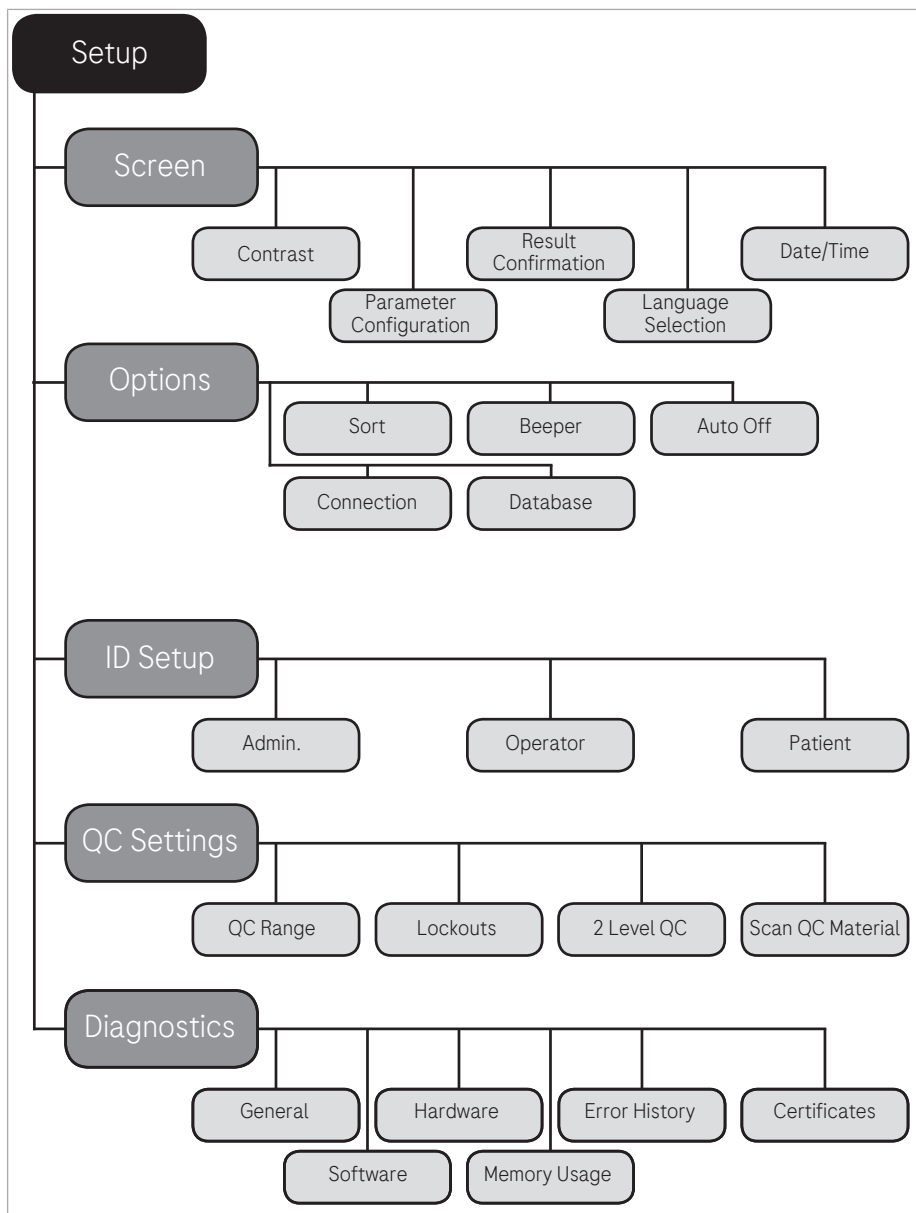 Setup
Screen
Contrast
Result
Confirmation
Date/Time
Parameter
Configuration
Language
Selection
Options
Sort
Beeper
Auto Off
Connection
Database
ID Setup
Admin.
Operator
Patient
QC Settings
QC Range
Lockouts
2 Level QC
Scan QC Material
Diagnostics
General
Hardware
Error History
Certificates
Software
Memory Usage